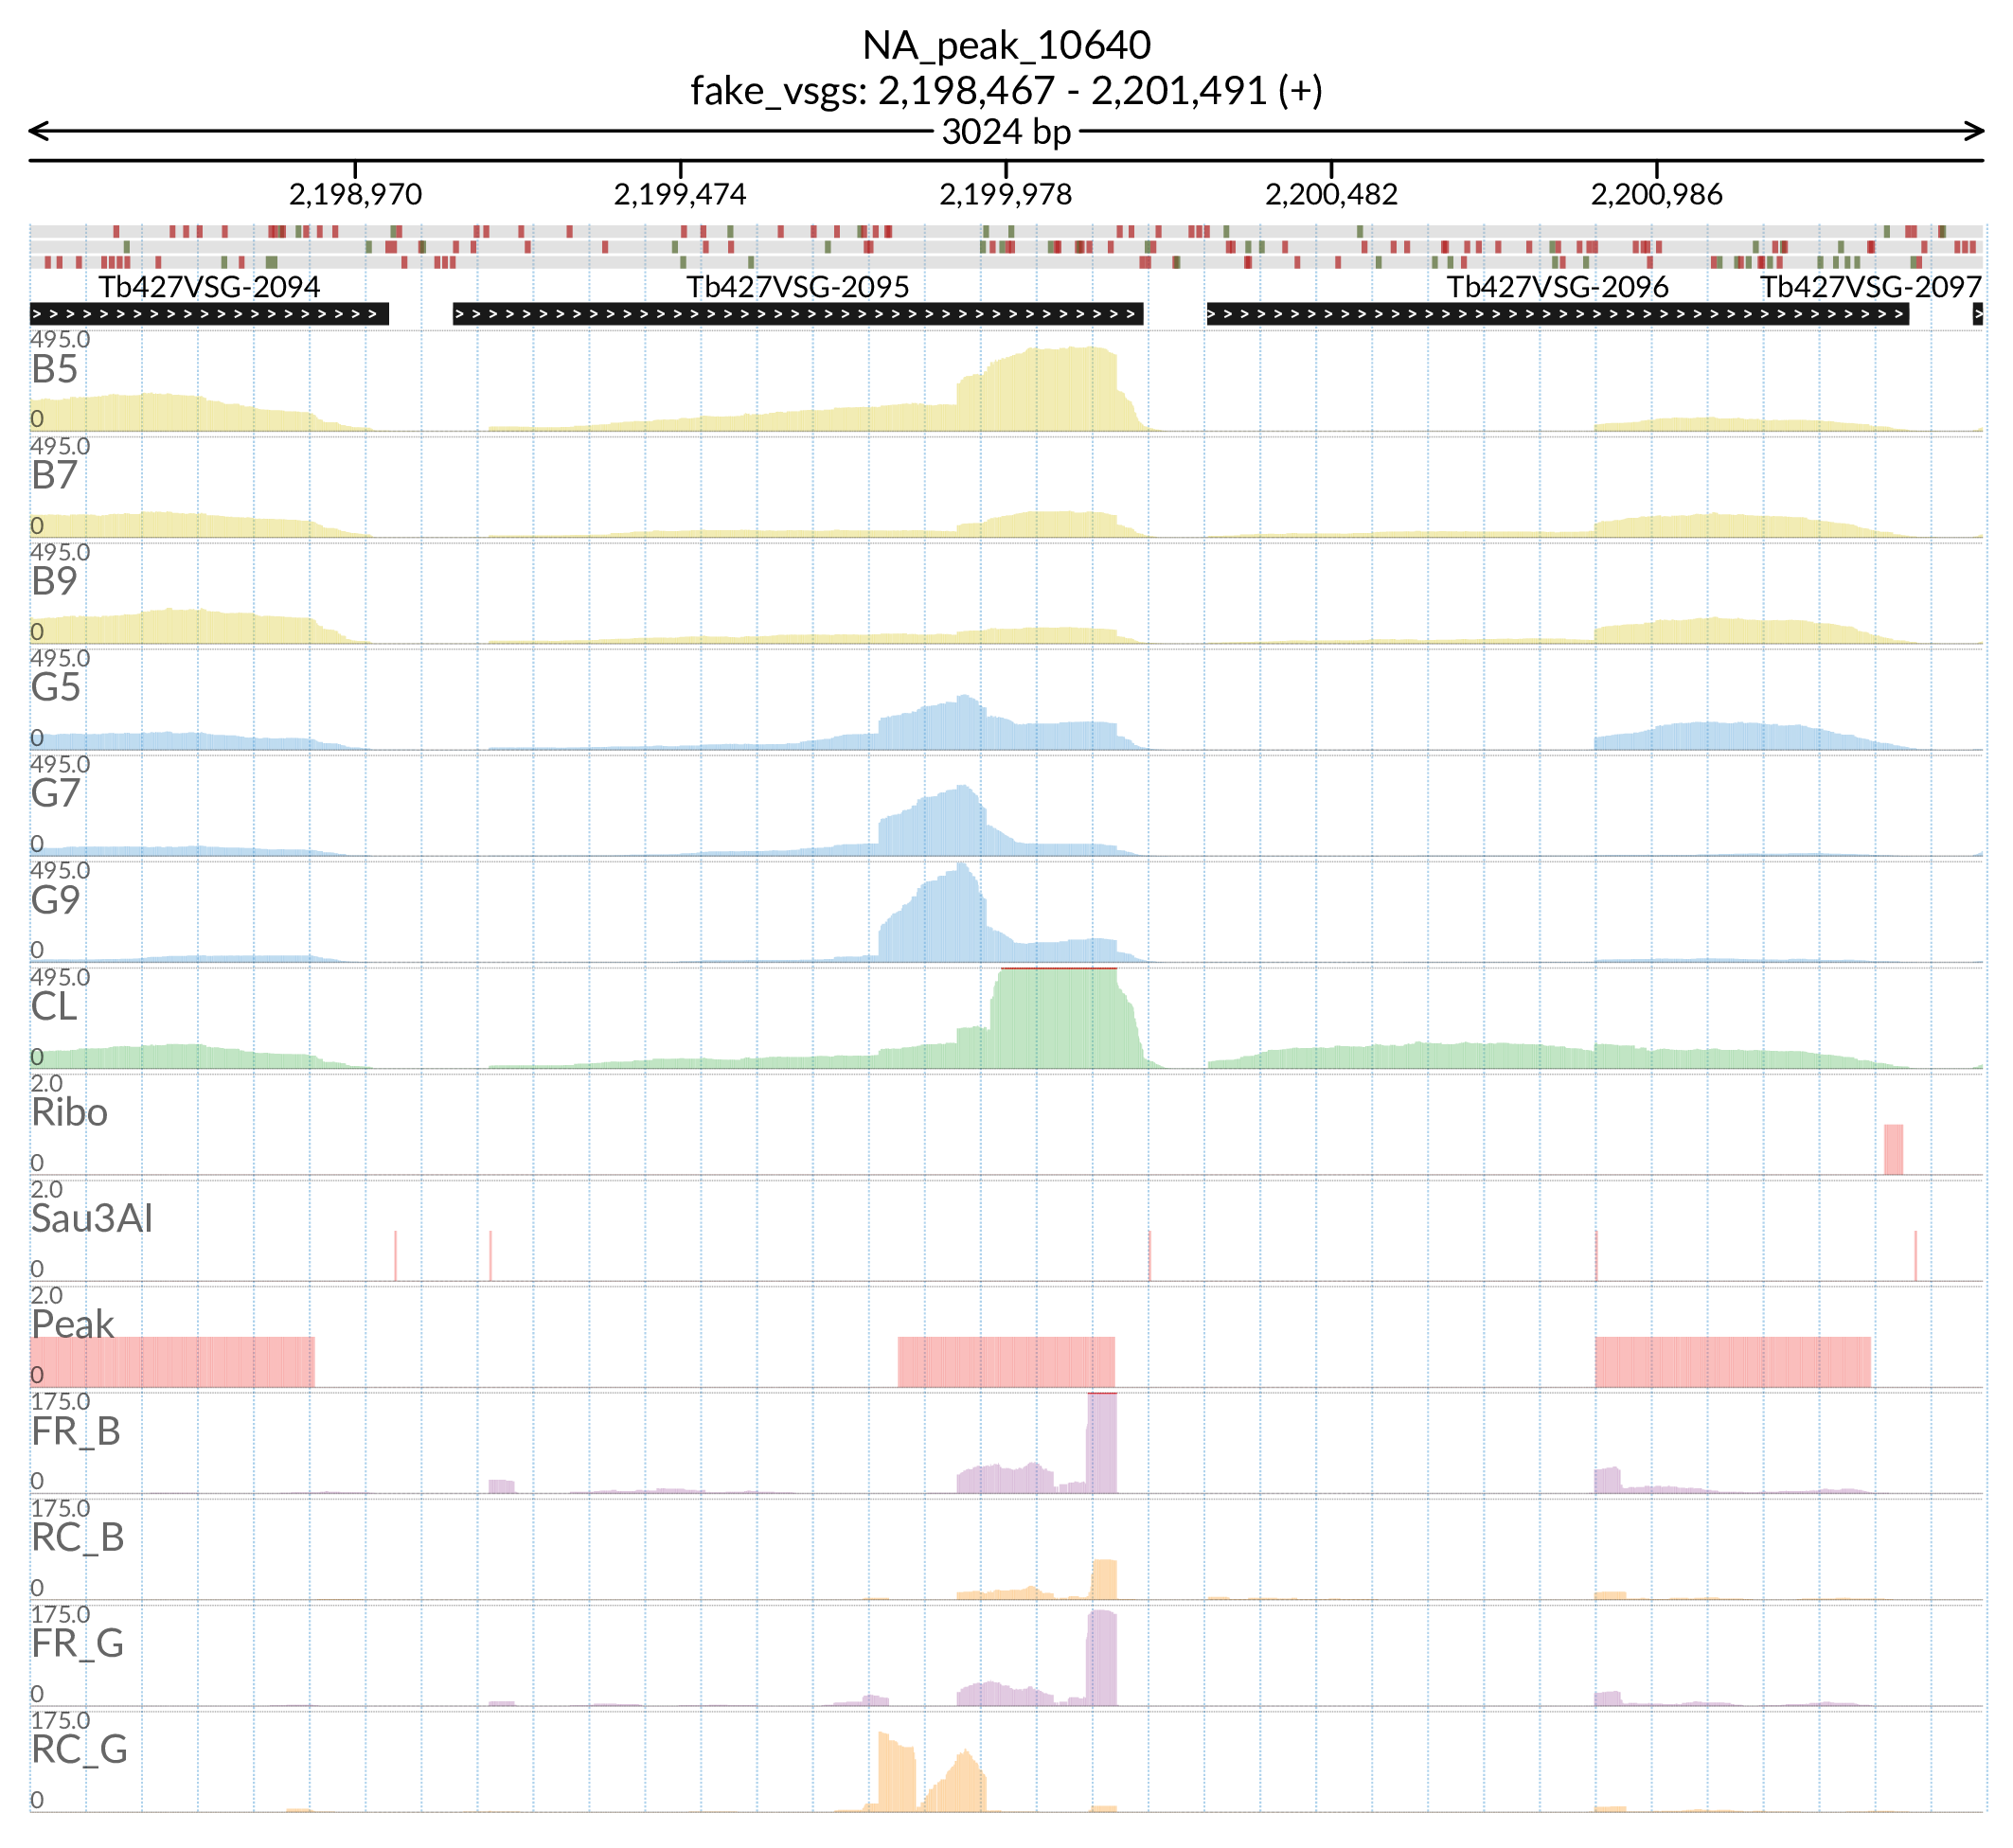 NA_peak_10640
fake_vsgs: 2,198,467 - 2,201,491 (+)
3024 bp
2,198,970 2,199,474 2,199,978 2,200,482 2,200,986
Tb427VSG-2094 Tb427VSG-2095 Tb427VSG-2096 Tb427VSG-2097
495.0
B5
0
495.0
B7
0
495.0
B9
0
495.0
G5
0
495.0
G7
0
495.0
G9
0
495.0
CL
0
2.0
Ribo
0
2.0
Sau3AI
0
2.0
Peak
0
175.0
FR_B
0
175.0
RC_B
0
175.0
FR_G
0
175.0
RC_G
0